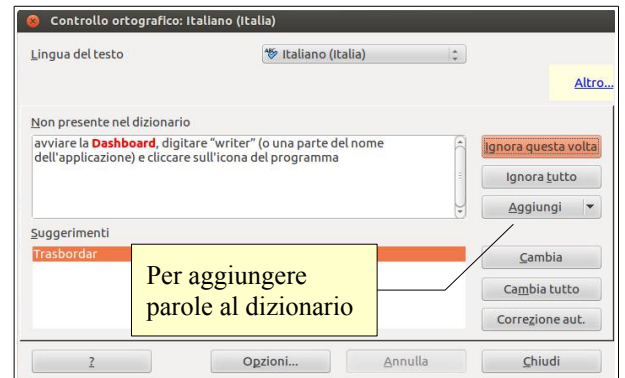 Controllo ortografico: Italiano (Italia)
Lingua del testo
Italiano (Italia)
Altro...
Non presente nel dizionario
avviare la Dashboard, digitare “writer” (o una parte del nome
dell'applicazione) e cliccare sull'icona del programma
Ignora questa volta
Ignora tutto
Aggiungi
Suggerimenti
Trasbordar
Per aggiungere
parole al dizionario
Cambia
Cambia tutto
Correzione aut.
?
Opzioni...
Annulla
Chiudi